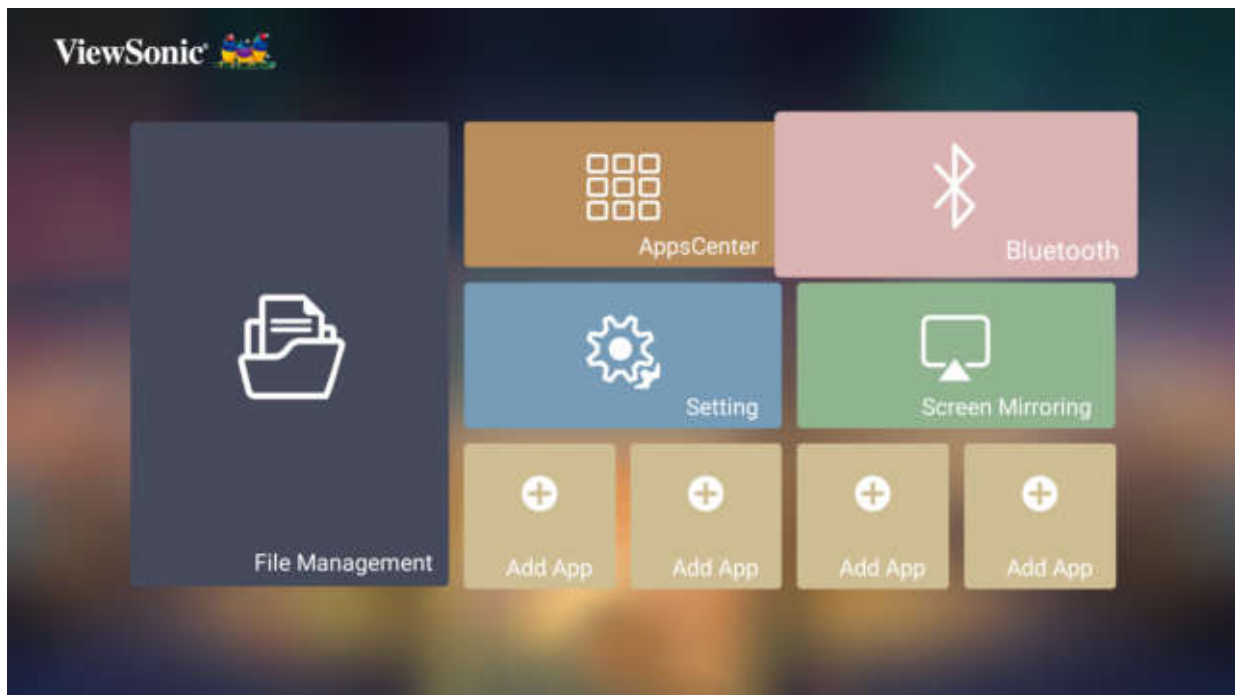 ViewSonic
AppsCenter
Bluetooth
Setting
Screen Mirroring
File Management
Add App
Add App
Add App
Add App